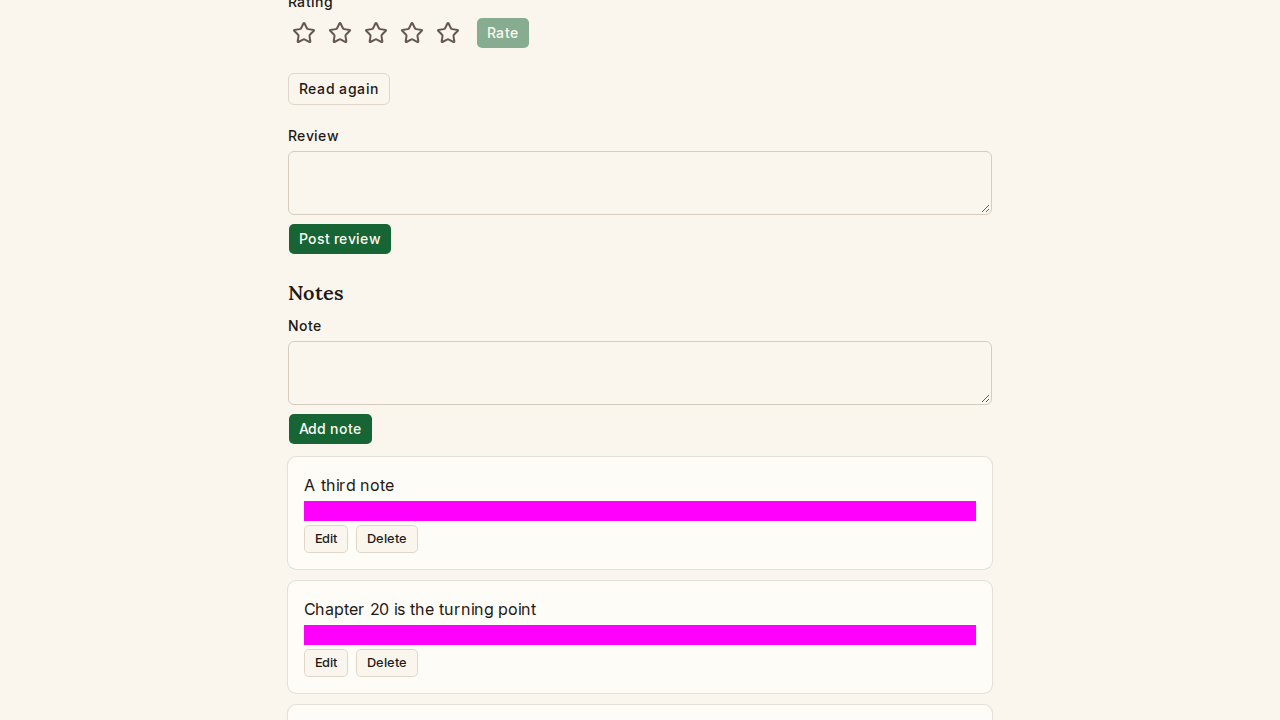 Rating
Rate
Read again
Review
Post review
Notes
Note
Add note
A third note
Edit Delete
Chapter 20 is the turning point
Edit Delete